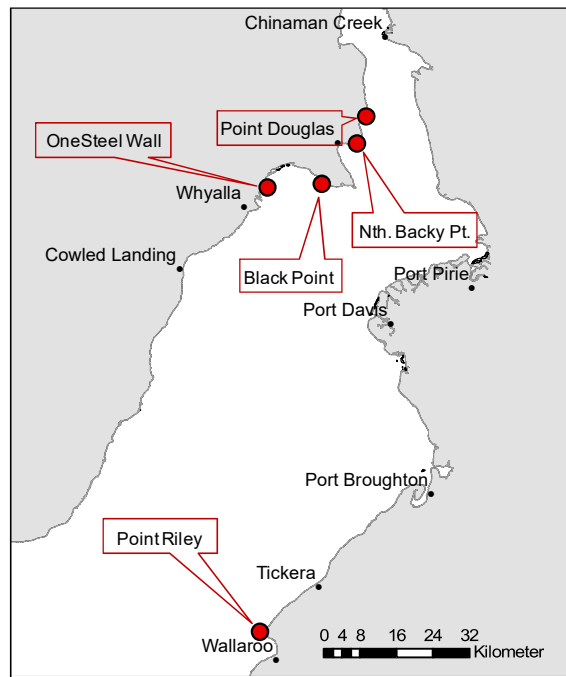 Chinaman Creek
Point Douglas
OneSteel Wall
Whyalla
Nth. Backy Pt.
Cowled Landing
Black Point
Port Pirie
Port Davis
Port Broughton
Point Riley
Tickera
Wallaroo
0 4 8 16 24 32
Kilometer